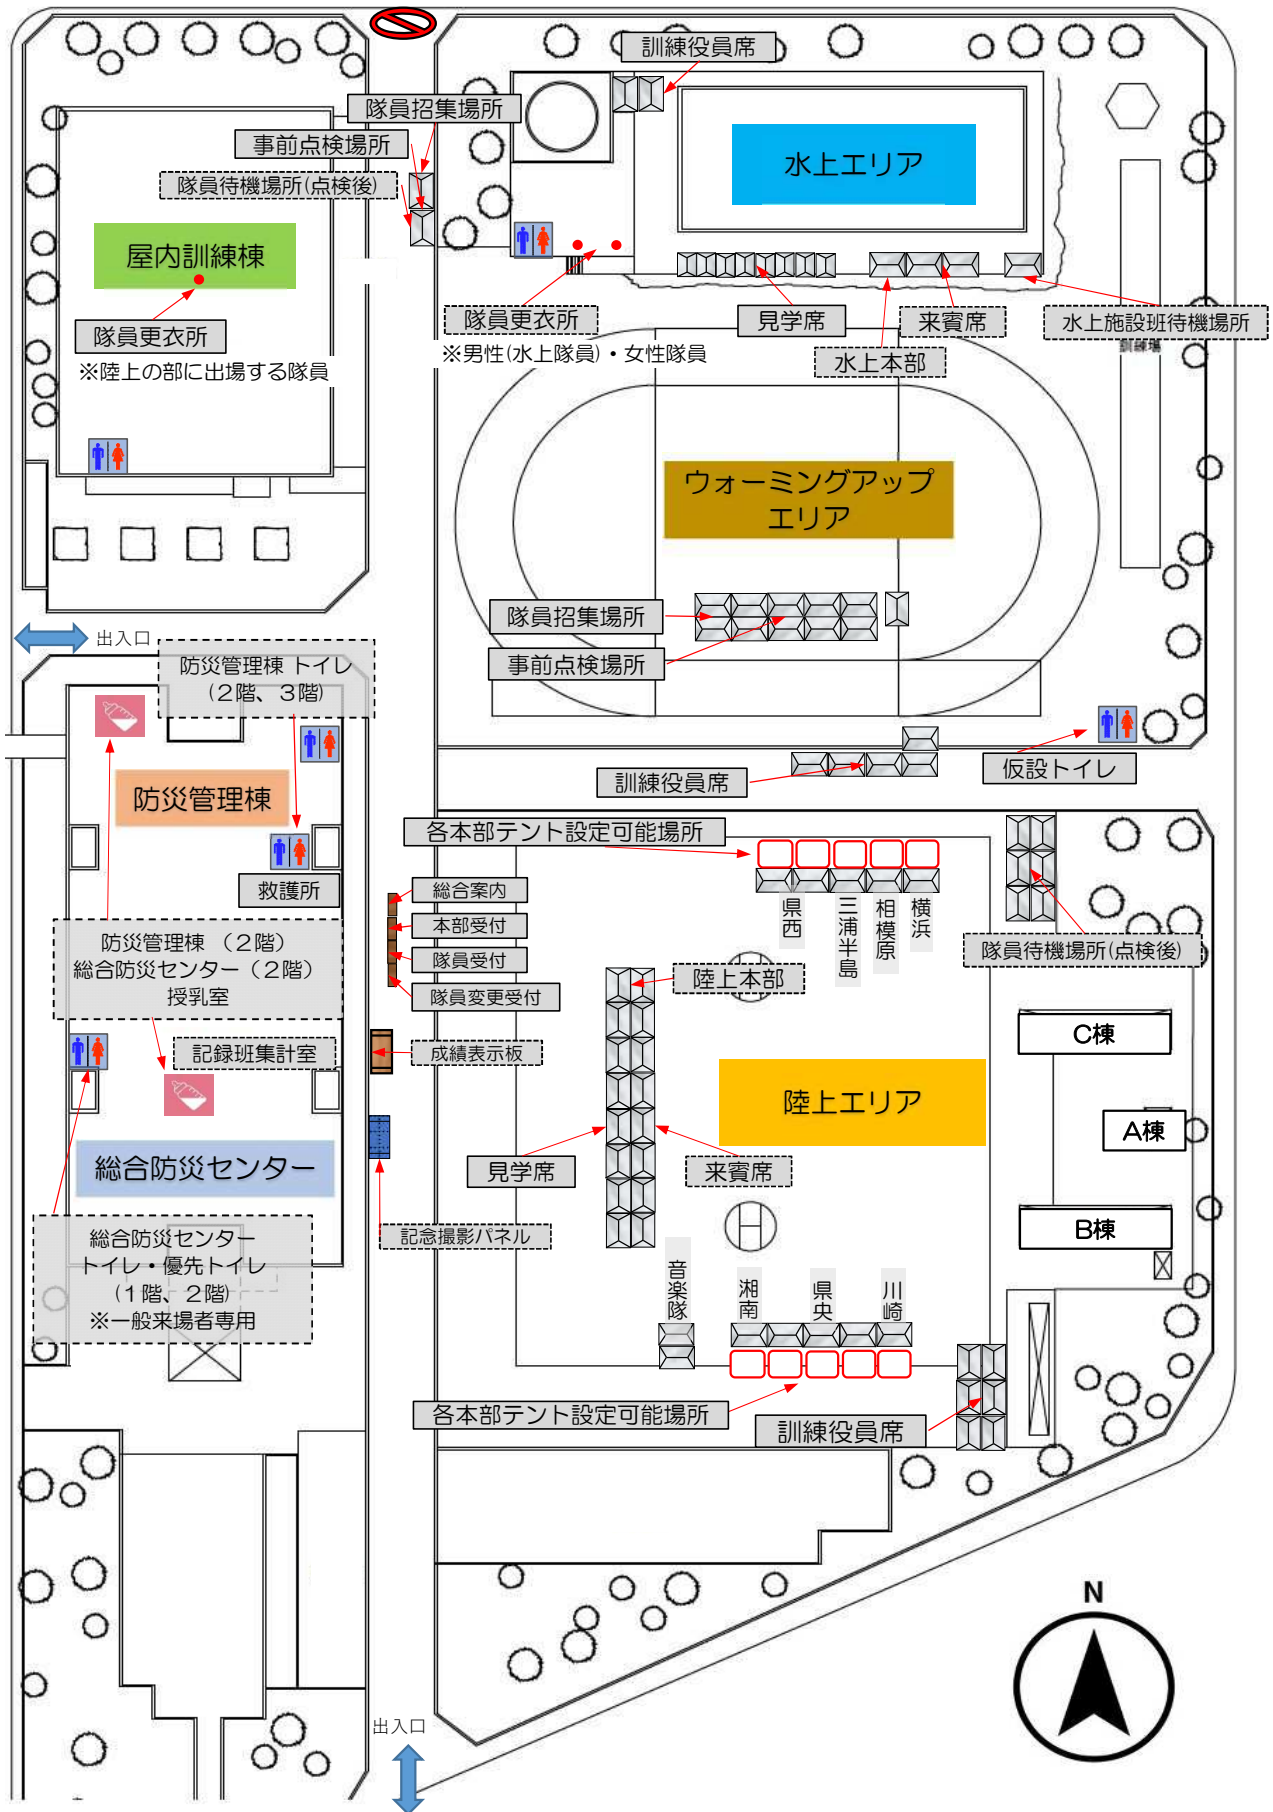 訓練役員席
隊員招集場所
事前点検場所
隊員待機場所(点検後)
水上エリア
屋内訓練棟
隊員更衣所
※陸上の部に出場する隊員
隊員更衣所
※男性(水上隊員)・女性隊員
見学席
来賓席
水上施設班待機場所
訓練場
水上本部
ウォーミングアップ
エリア
隊員招集場所
事前点検場所
出入口
防災管理棟 トイレ
(2階、3階)
防災管理棟
訓練役員席
仮設トイレ
各本部テント設定可能場所
救護所
総合案内
本部受付
隊員受付
隊員変更受付
県西
三浦半島
相模原
横浜
隊員待機場所(点検後)
防災管理棟 (2階)
総合防災センター(2階)
授乳室
陸上本部
記録班集計室
成績表示板
C棟
陸上エリア
A棟
総合防災センター
見学席
来賓席
B棟
総合防災センター
トイレ・優先トイレ
(1階、2階)
※一般来場者専用
記念撮影パネル
H
音楽隊
湘南
県央
川崎
各本部テント設定可能場所
訓練役員席
N
出入口